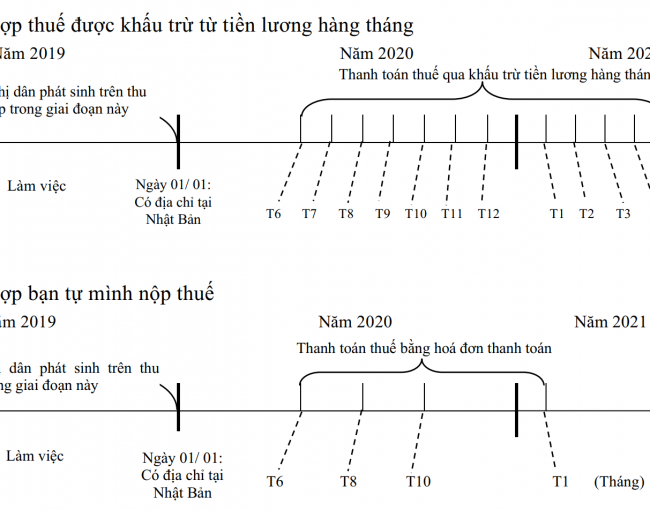 ợp thuế được khấu trừ từ tiền lương hàng tháng
Năm 2019 Năm 2020 Năm 202
Thanh toán thuế qua khấu trừ tiền lương hàng thán
hị dân phát sinh trên thu
p trong giai đoạn này
Làm việc
Ngày 01/ 01:
Có địa chỉ tại
Nhật Bản
T6 T7 T8 T9 T10 T11 T12 T1 T2 T3
ợp bạn tự mình nộp thuế
ăm 2019 Năm 2020 Năm 2021
Thanh toán thuế bằng hoá đơn thanh toán
dân phát sinh trên thu
ng giai đoạn này
Làm việc
Ngày 01/ 01:
Có địa chỉ tại
Nhật Bản
T6 T8 T10 T1 (Tháng)